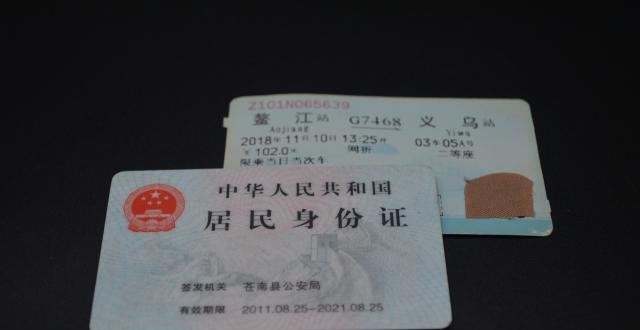 Z101N065639
鳌江站 G7468 义乌站
Aojiang Yiwu
2018年11月10日13:25开 03车05A号
￥102.0元 网折 二等座
限乘当日当次车
中华人民共和国
居民身份证
签发机关 苍南县公安局
有效期限 2011.08.25-2021.08.25